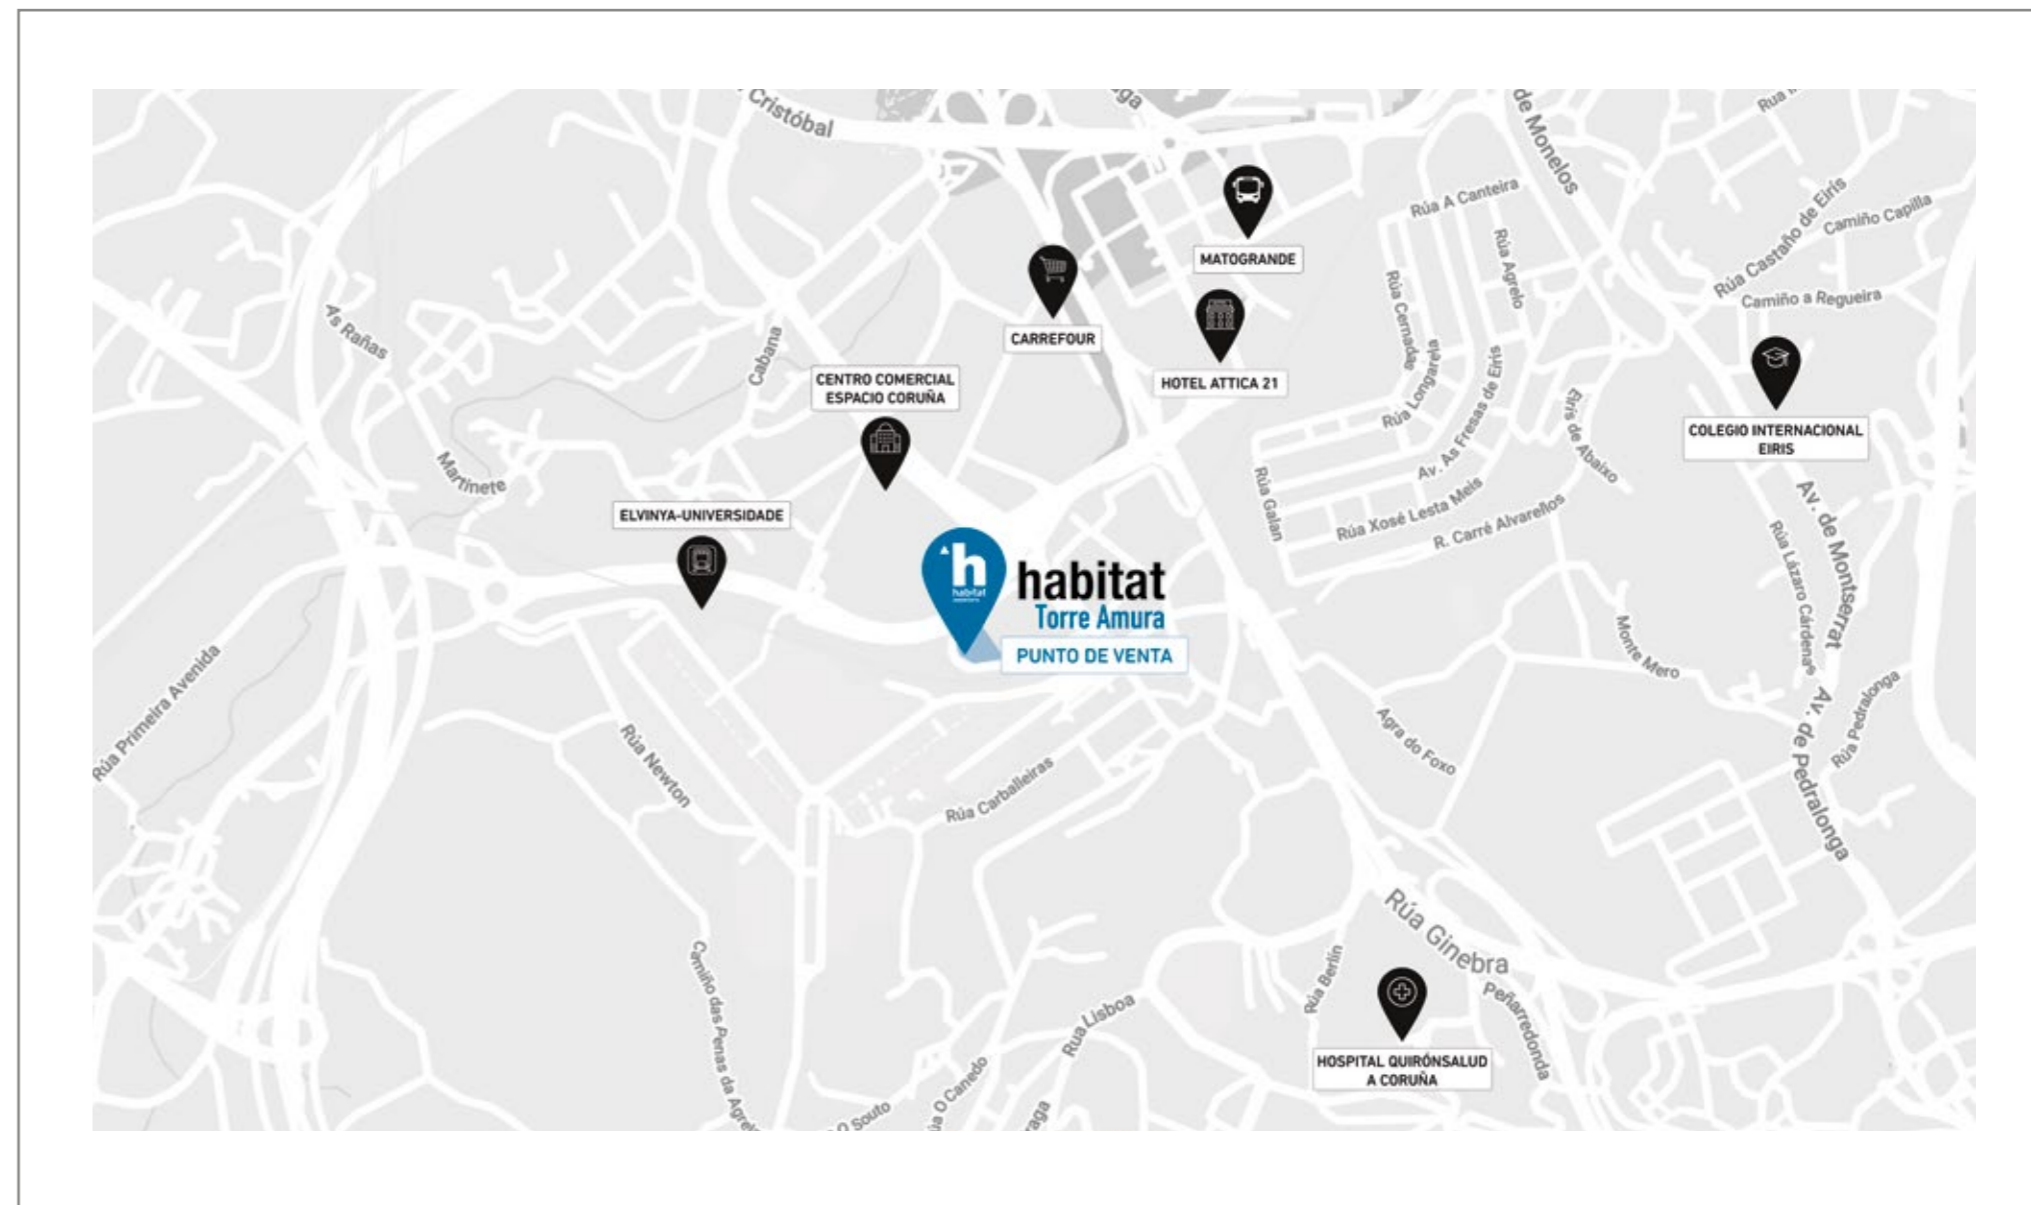 Cristóbal
de Monelos
MATOGRANDE
Rúa A Canteira
Rúa Castaño de Eirís
Camiño Capilla
Rúa Agrelo
Camiño a Regueira
Rúa Cernadas
As Rañas
Cabana
CARREFOUR
HOTEL ATTICA 21
CENTRO COMERCIAL
ESPACIO CORUÑA
Rúa Longarela
Av. As Fresas de Eirís
Eirís de Abaixo
COLEGIO INTERNACIONAL
EIRIS
Martinete
ELVINYA-UNIVERSIDADE
Rúa Galan
Rúa Xosé Lesta Meis
R. Carré Alvareños
Av. de Montserrat
Rúa Lázaro Cárdenas
h
habitat
habitat
Torre Amura
PUNTO DE VENTA
Monte Mero
Rúa Primeira Avenida
Rúa Newton
Rúa Carballeiras
Agra do Foxo
Rúa Pedralonga
Av. de Pedralonga
Rúa Ginebra
Rúa Berlín
Peñarredonda
Camiño das Penas da Agrel
Rua Lisboa
HOSPITAL QUIRÓNSALUD
A CORUÑA
O Souto
O Canedo